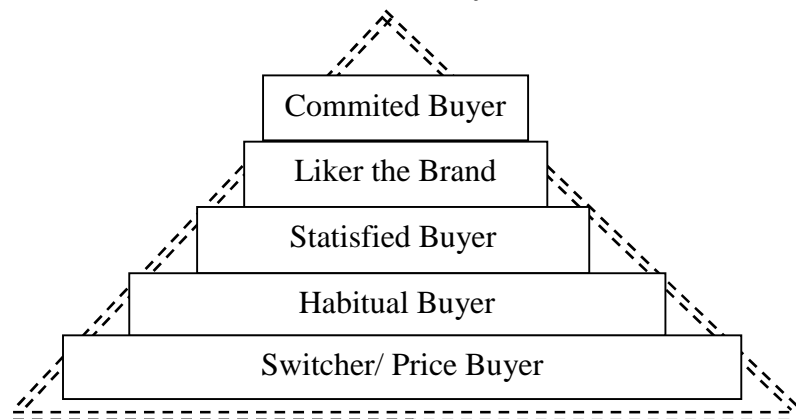 Commited Buyer
Liker the Brand
Statisfied Buyer
Habitual Buyer
Switcher/ Price Buyer